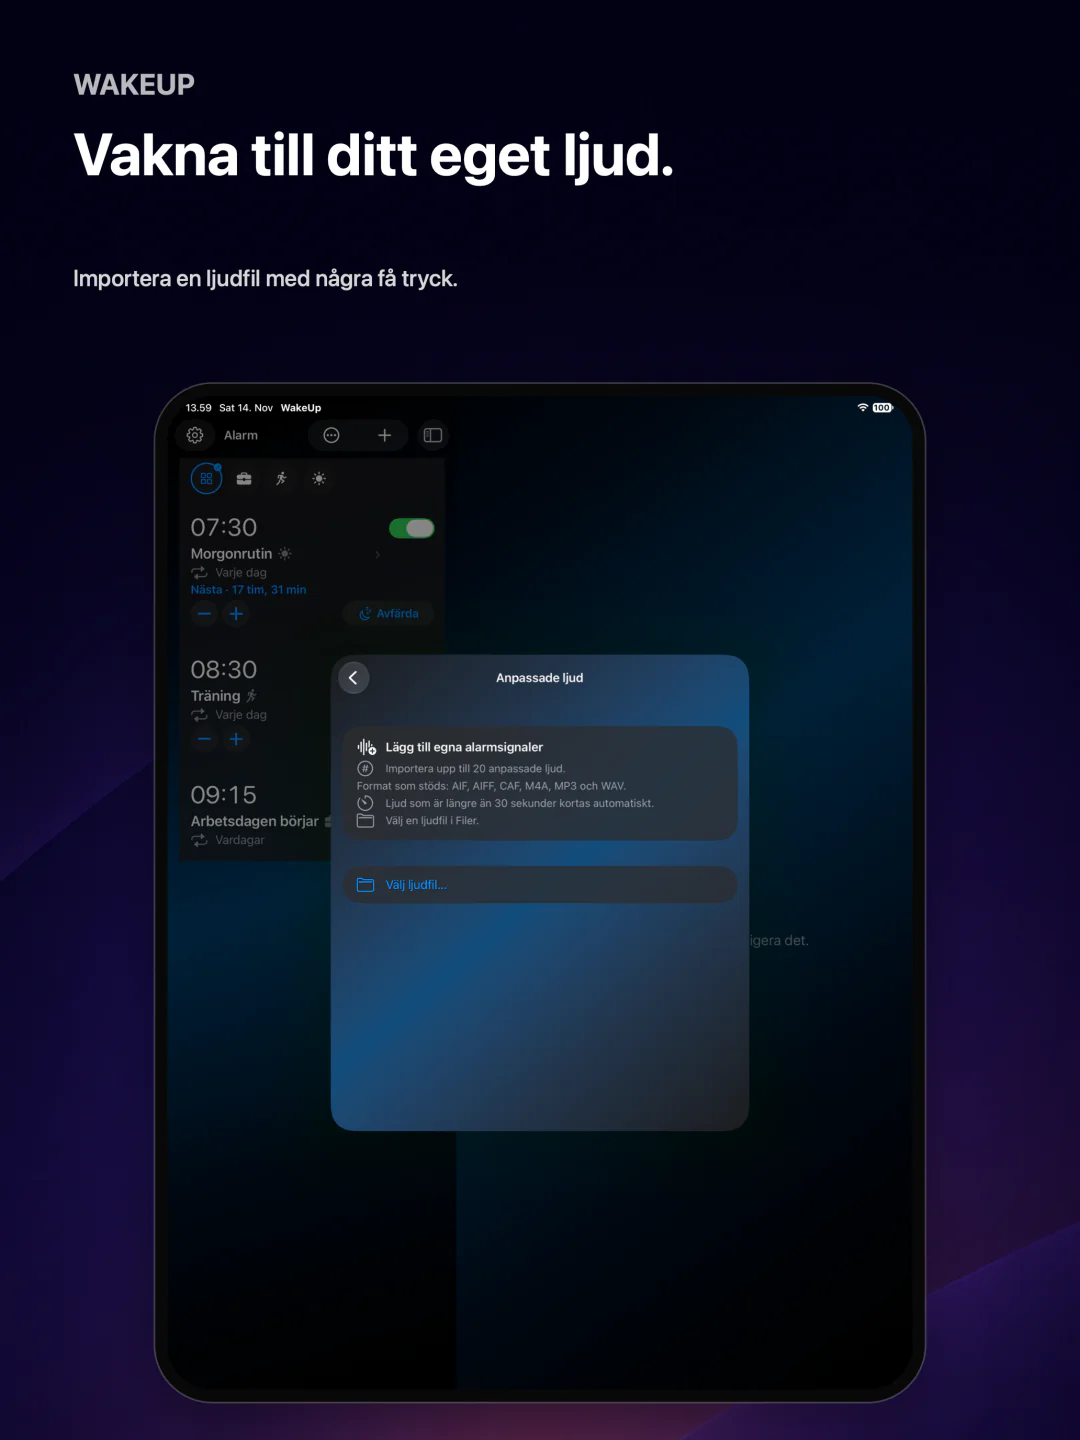 WAKEUP
Vakna till ditt eget ljud.
Importera en ljudfil med några få tryck.
13.59 Sat 14. Nov WakeUp
100
Alarm
07:30
Morgonrutin
Varje dag
Nästa · 17 tim, 31 min
Avfärda
08:30
Träning
Varje dag
09:15
Arbetsdagen börjar
Vardagar
Anpassade ljud
Lägg till egna alarmsignaler
Importera upp till 20 anpassade ljud.
Format som stöds: AIF, AIFF, CAF, M4A, MP3 och WAV.
Ljud som är längre än 30 sekunder kortas automatiskt.
Välj en ljudfil i Filer.
Välj ljudfil...
igera det.